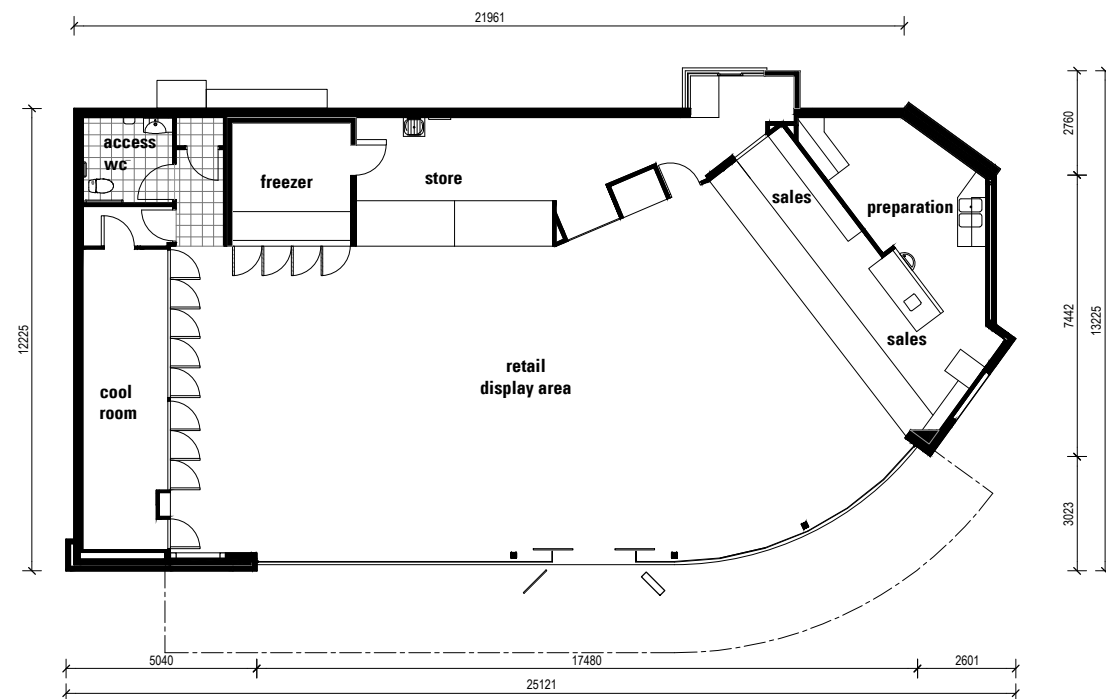 21961
access
wc
freezer
store
sales
preparation
2760
12225
7442
13225
sales
retail
display area
cool
room
3023
5040
17480
2601
25121